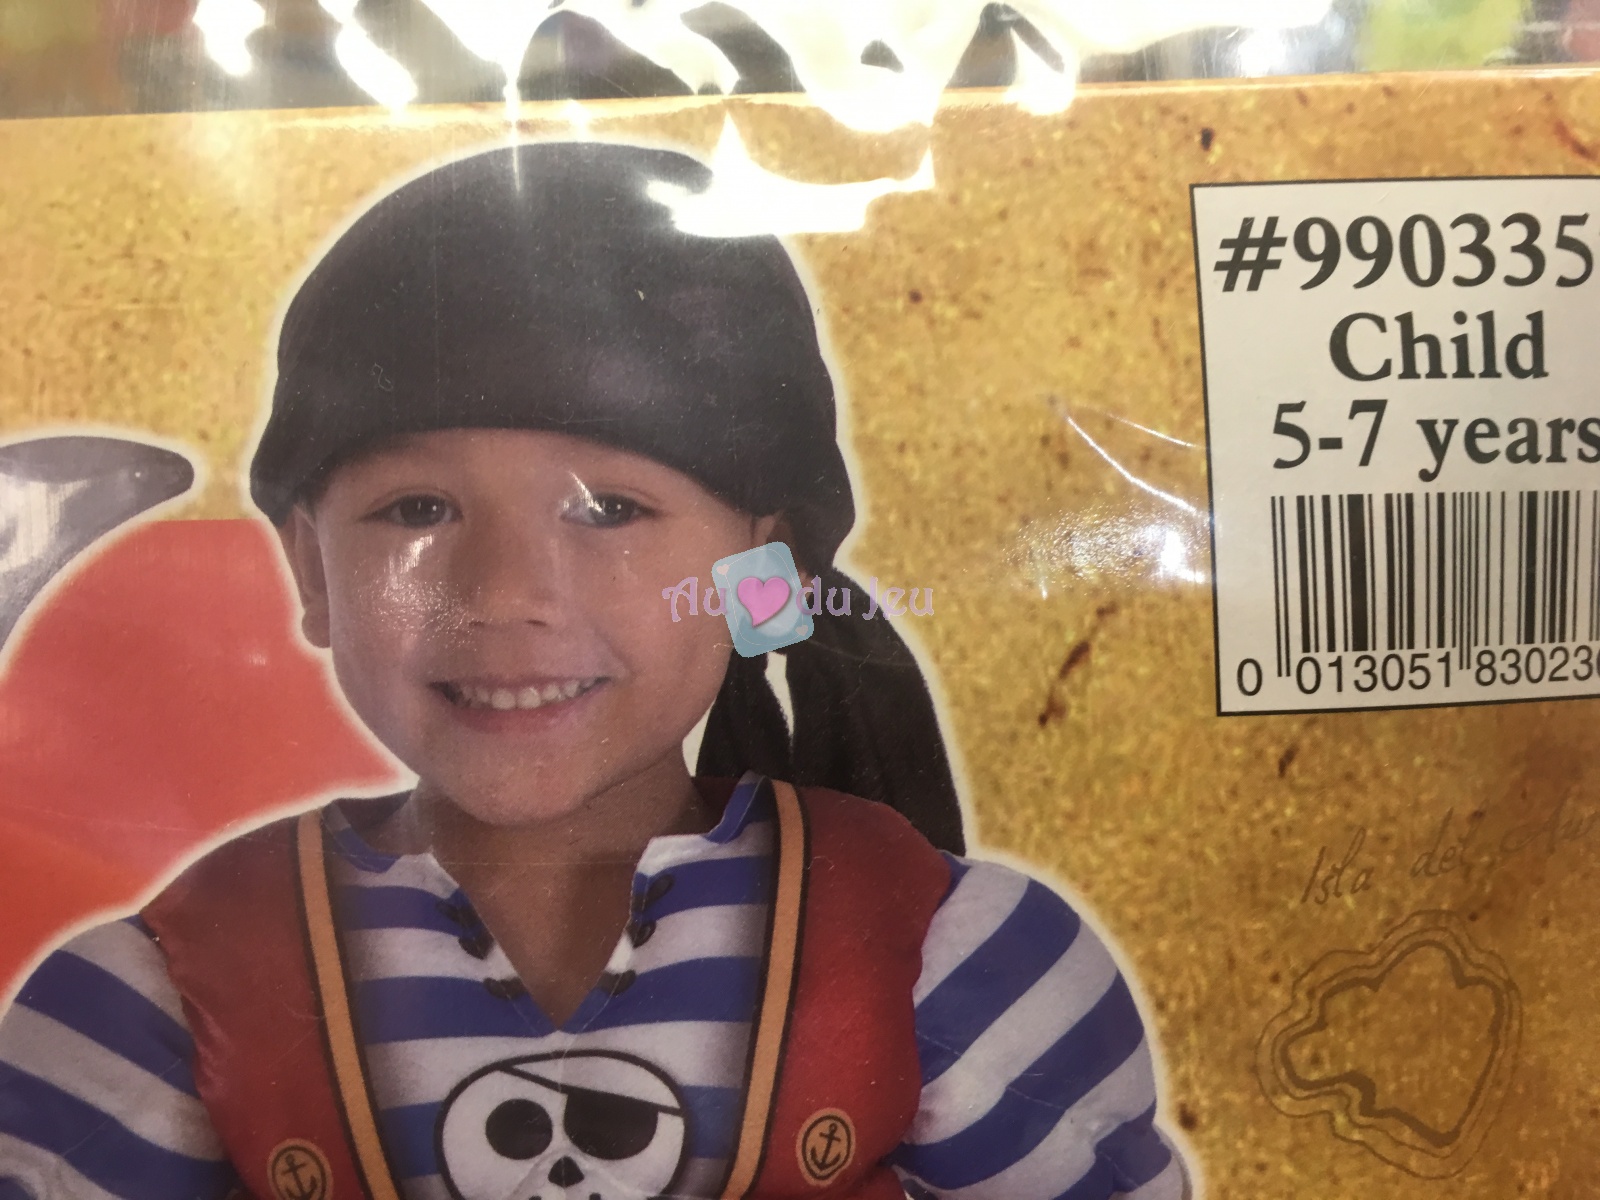 #990335
Child
5-7 years
0 013051 83023
Au du Jeu
Isla del